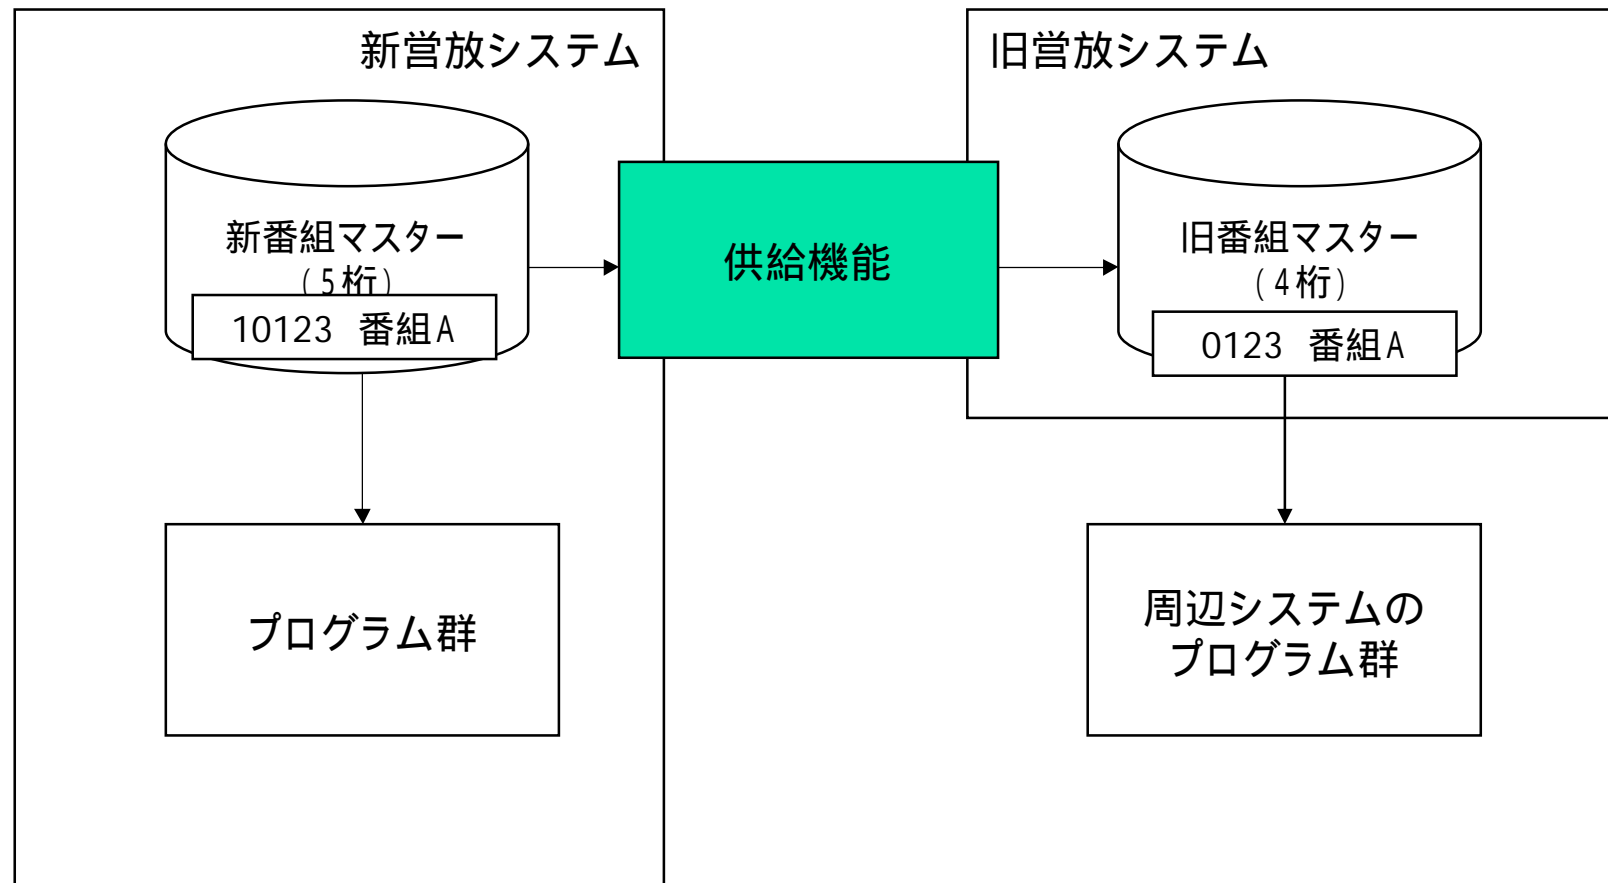 新営放システム
旧営放システム
新番組マスター
(5桁)
10123 番組A
供給機能
旧番組マスター
(4桁)
0123 番組A
プログラム群
周辺システムの
プログラム群